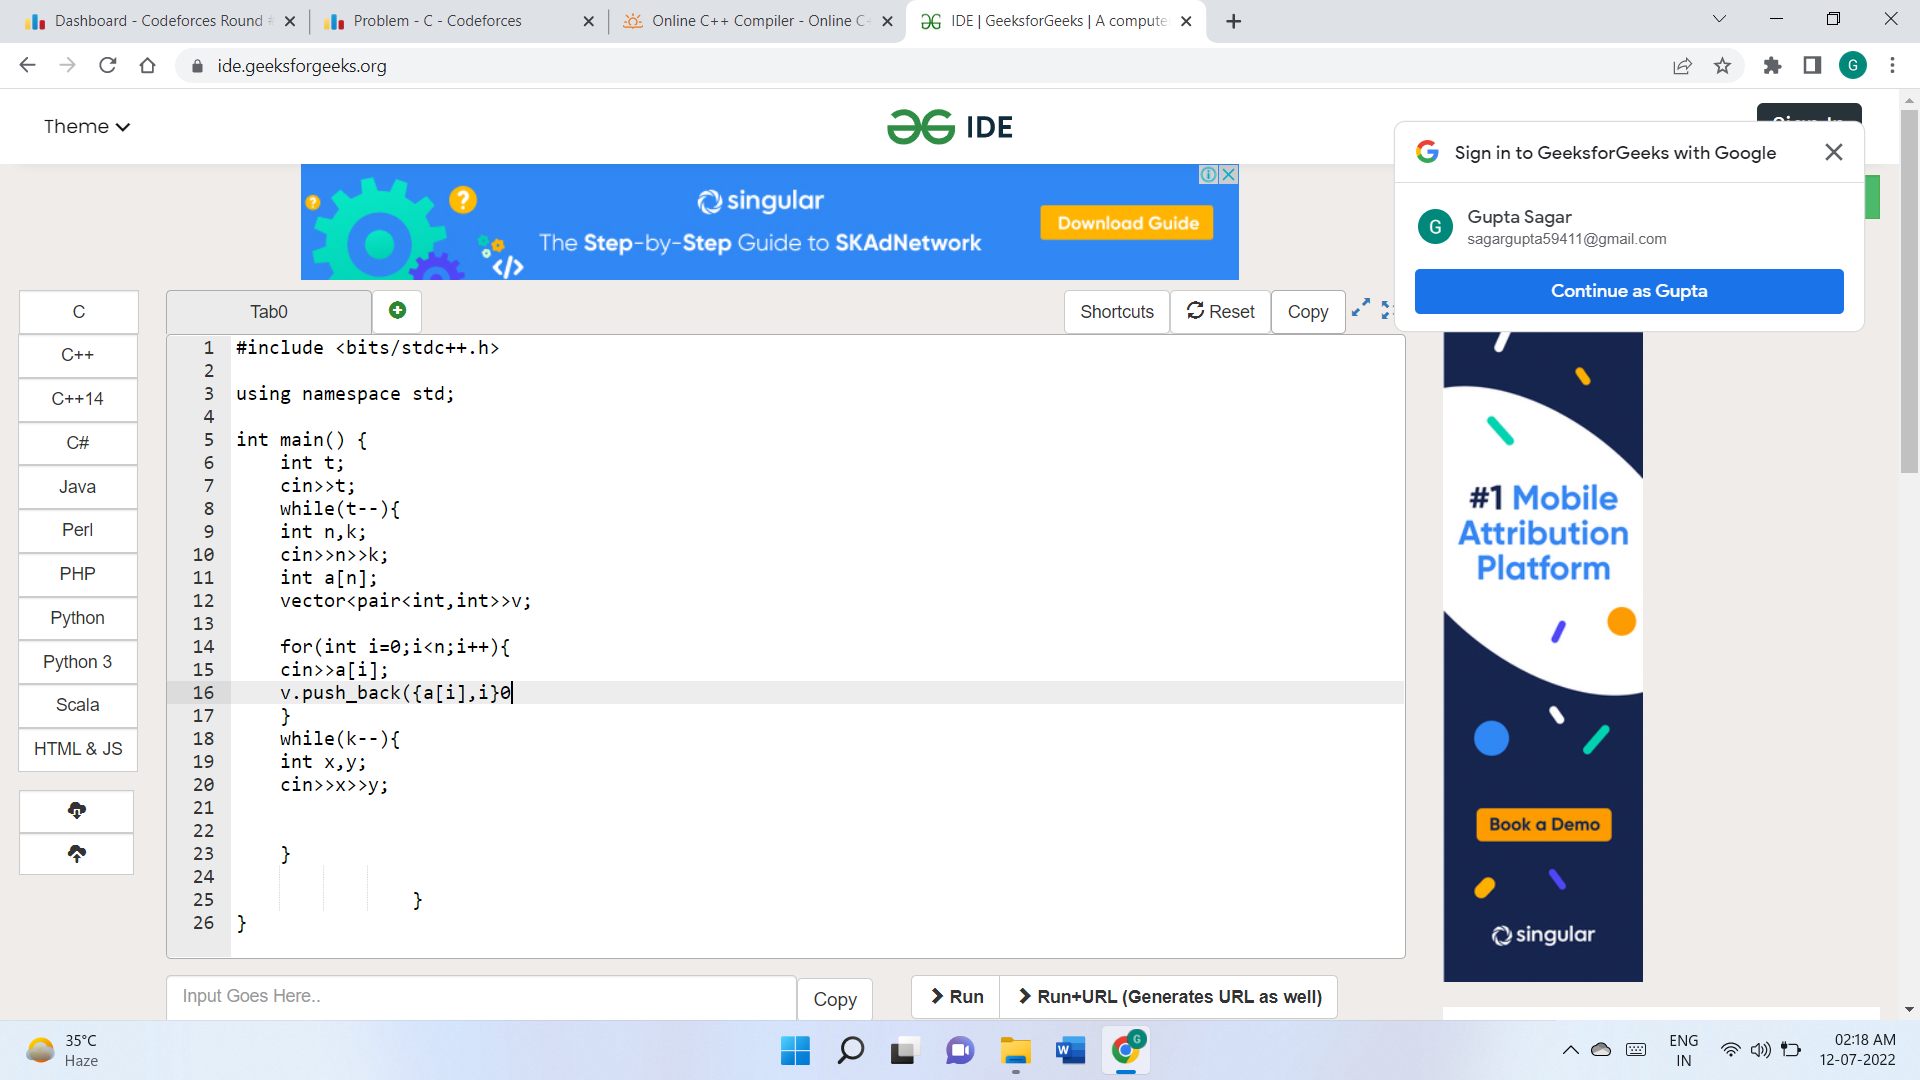 Dashboard - Codeforces Round
Problem - C - Codeforces
Online C++ Compiler - Online C
IDE | GeeksforGeeks | A compute
ide.geeksforgeeks.org
G
Theme
IDE
Sign in to GeeksforGeeks with Google
G
Gupta Sagar
sagargupta59411@gmail.com
Continue as Gupta
singular
The Step-by-Step Guide to SKAdNetwork
Download Guide
Tab0
Shortcuts
Reset
Copy
C
C++
C++14
C#
Java
Perl
PHP
Python
Python 3
Scala
HTML & JS
1 #include <bits/stdc++.h>
2
3 using namespace std;
4
5 int main() {
6 int t;
7 cin>>t;
8 while(t--){
9 int n,k;
10 cin>>n>>k;
11 int a[n];
12 vector<pair<int,int>>v;
13
14 for(int i=0;i<n;i++){
15 cin>>a[i];
16 v.push_back({a[i],i}0
17 }
18 while(k--){
19 int x,y;
20 cin>>x>>y;
21
22
23 }
24
25 }
26 }
#1 Mobile
Attribution
Platform
Book a Demo
singular
Input Goes Here..
Copy
Run
Run+URL (Generates URL as well)
35°C
Haze
W
G
ENG
IN
02:18 AM
12-07-2022